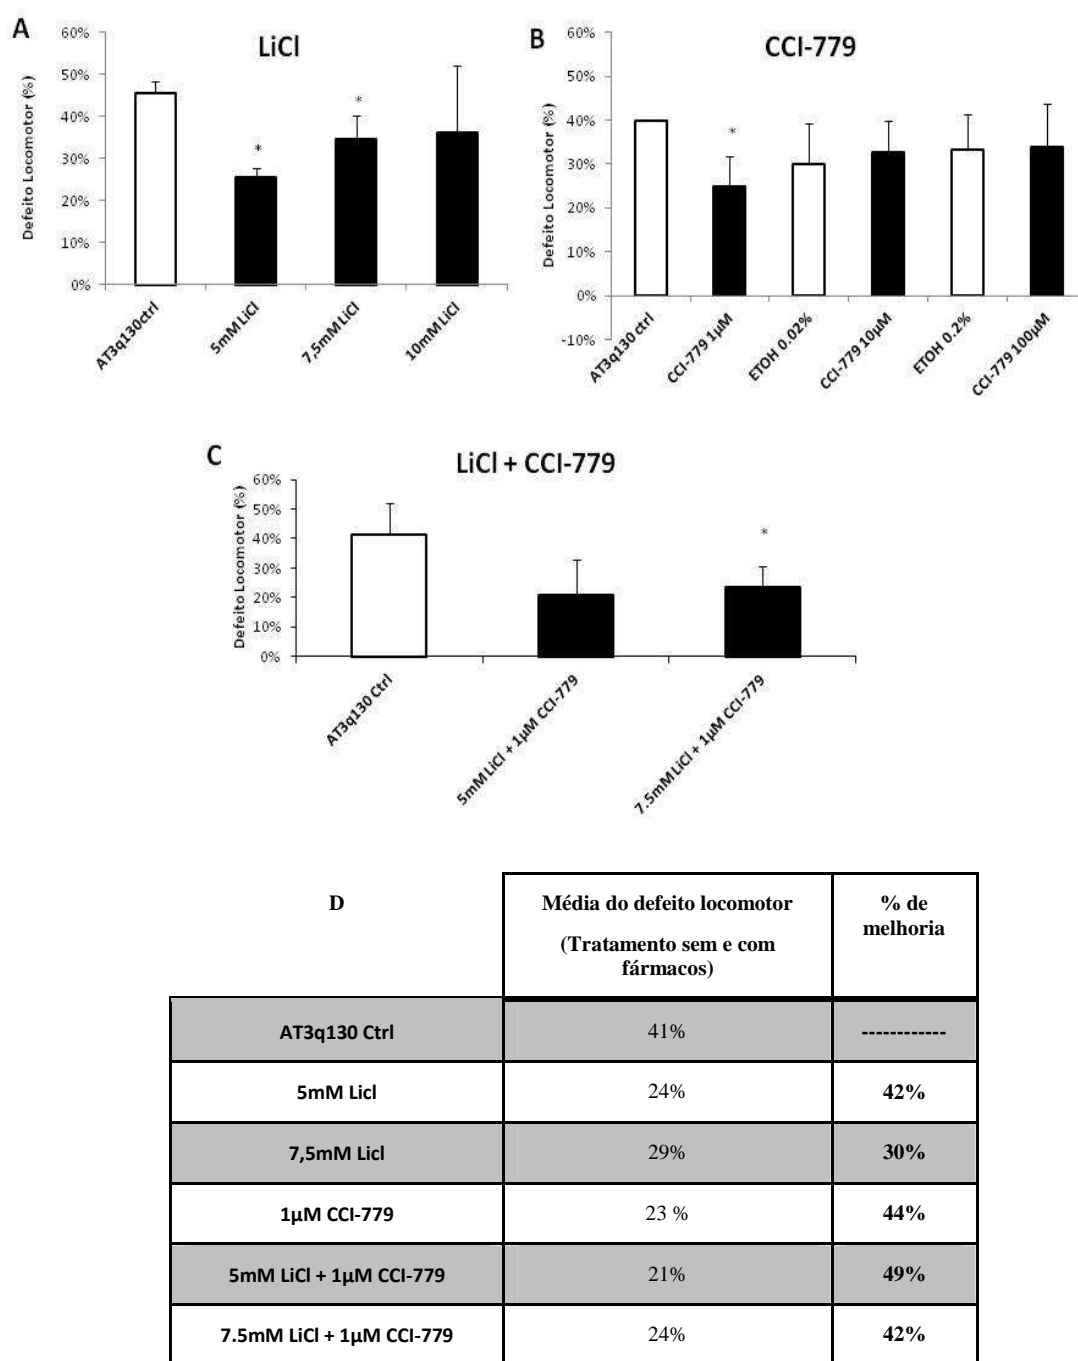 A
LiCl
Defeito Locomotor (%)
60%
50%
40%
30%
20%
10%
0%
*
*
AT3q130ctrl
5mM LiCl
7,5mM LiCl
10mM LiCl
B
CCI-779
Defeito Locomotor (%)
60%
50%
40%
30%
20%
10%
0%
-10%
*
AT3q130 ctrl
CCI-779 1µM
ETOH 0.02%
CCI-779 10µM
ETOH 0.2%
CCI-779 100µM
C
LiCl + CCI-779
Defeito Locomotor (%)
60%
50%
40%
30%
20%
10%
0%
*
AT3q130 Ctrl
5mM LiCl + 1µM CCI-779
7.5mM LiCl + 1µM CCI-779
D
Média do defeito locomotor
(Tratamento sem e com
fármacos)
% de
melhoria
AT3q130 Ctrl 41% ------------
5mM Licl 24% 42%
7,5mM Licl 29% 30%
1µM CCI-779 23 % 44%
5mM LiCl + 1µM CCI-779 21% 49%
7.5mM LiCl + 1µM CCI-779 24% 42%